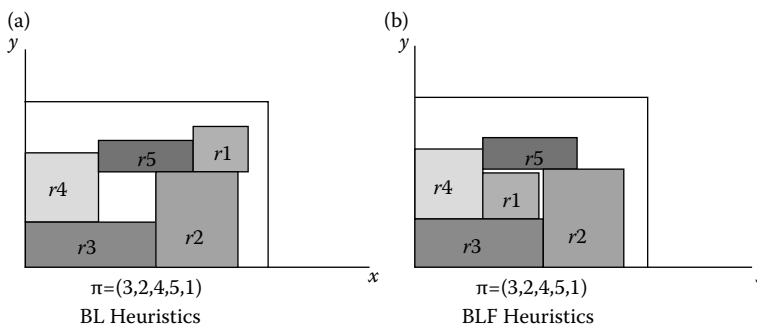 (a)
y
r4
r5
r1
r3
r2
x
π=(3,2,4,5,1)
BL Heuristics
(b)
y
r4
r5
r1
r3
r2
π=(3,2,4,5,1)
BLF Heuristics